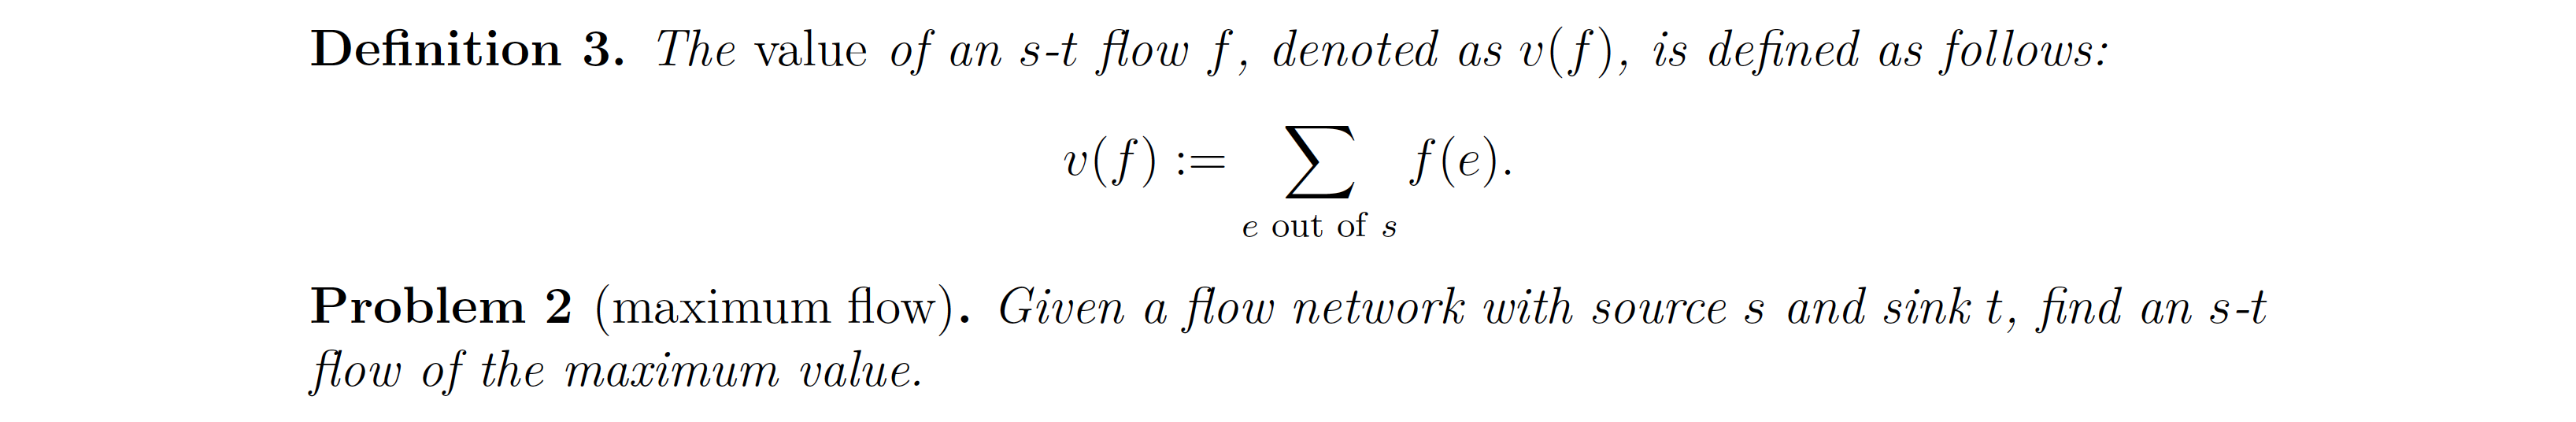 Definition 3. The value of an s-t flow f, denoted as v(f), is defined as follows:
v(f) := ∑ f(e).
e out of s
Problem 2 (maximum flow). Given a flow network with source s and sink t, find an s-t
flow of the maximum value.